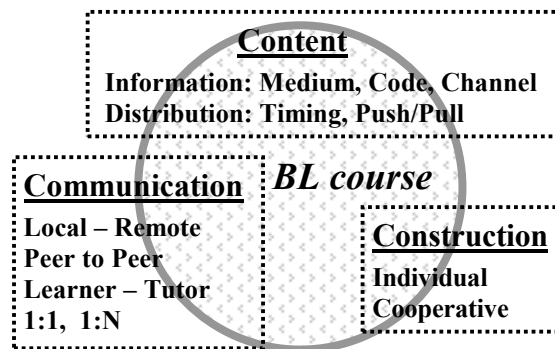 Content
Information: Medium, Code, Channel
Distribution: Timing, Push/Pull
BL course
Communication
Local – Remote
Peer to Peer
Learner – Tutor
1:1, 1:N
Construction
Individual
Cooperative